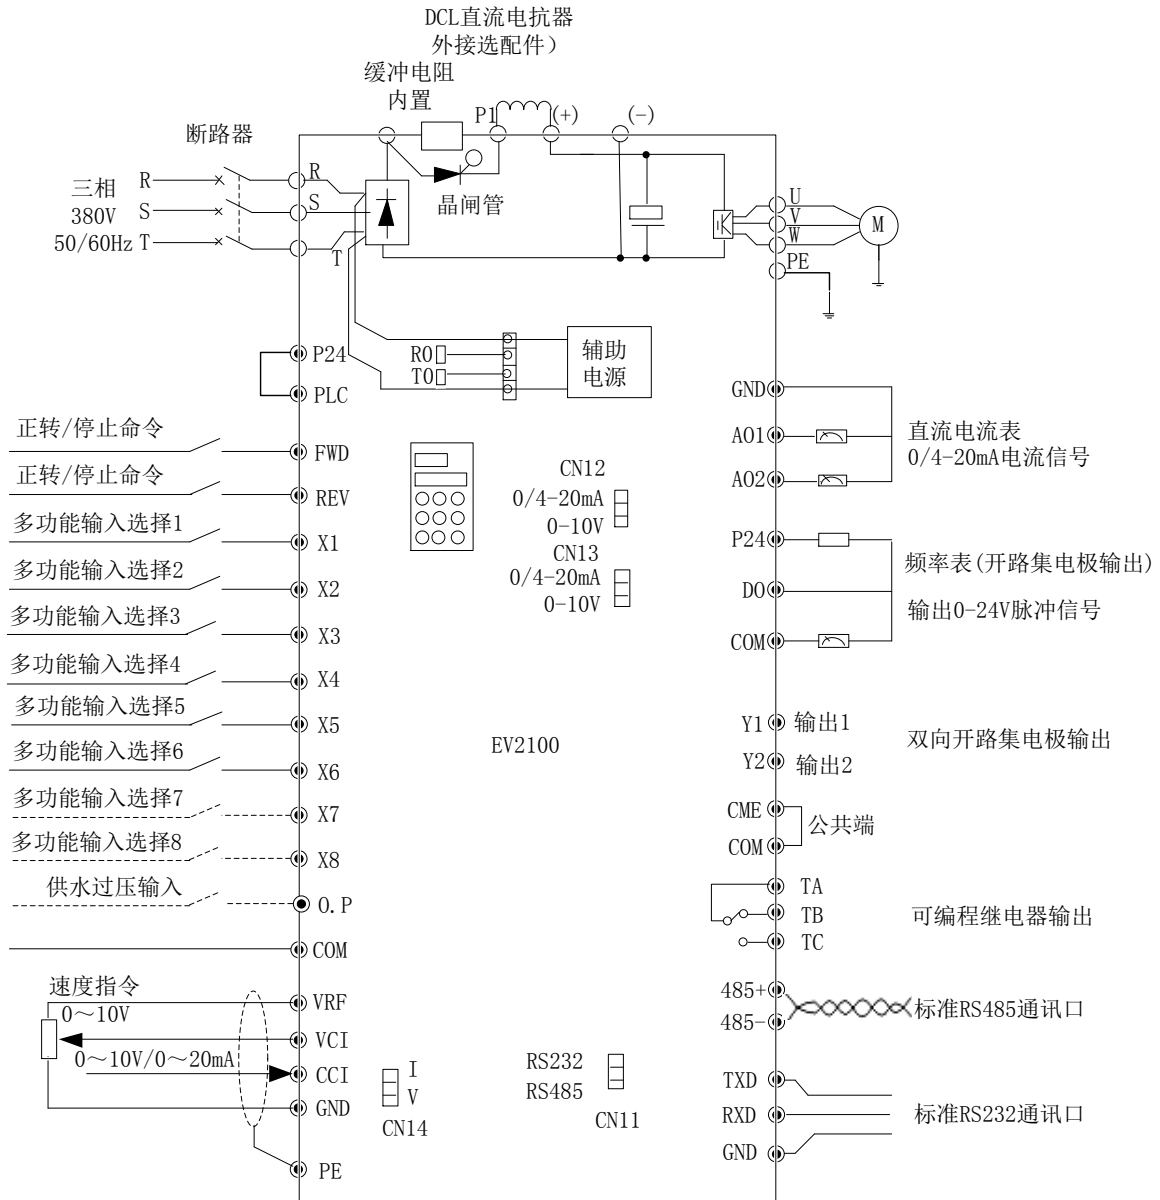 DCL直流电抗器
外接选配件）
缓冲电阻
内置
P1
(+)
(-)
断路器
三相
380V
50/60Hz
R
S
T
R
S
T
晶闸管
U
V
W
PE
M
P24
PLC
R0
T0
辅助
电源
正转/停止命令
FWD
正转/停止命令
REV
多功能输入选择1
X1
多功能输入选择2
X2
多功能输入选择3
X3
多功能输入选择4
X4
多功能输入选择5
X5
多功能输入选择6
X6
多功能输入选择7
X7
多功能输入选择8
X8
供水过压输入
O.P
COM
速度指令
0～10V
VRF
VCI
0～10V/0～20mA
CCI
GND
PE
I
V
CN14
CN12
0/4-20mA
0-10V
CN13
0/4-20mA
0-10V
EV2100
RS232
RS485
CN11
GND
AO1
AO2
直流电流表
0/4-20mA电流信号
P24
DO
COM
频率表(开路集电极输出)
输出0-24V脉冲信号
Y1
输出1
Y2
输出2
双向开路集电极输出
CME
COM
公共端
TA
TB
TC
可编程继电器输出
485+
485-
标准RS485通讯口
TXD
RXD
GND
标准RS232通讯口